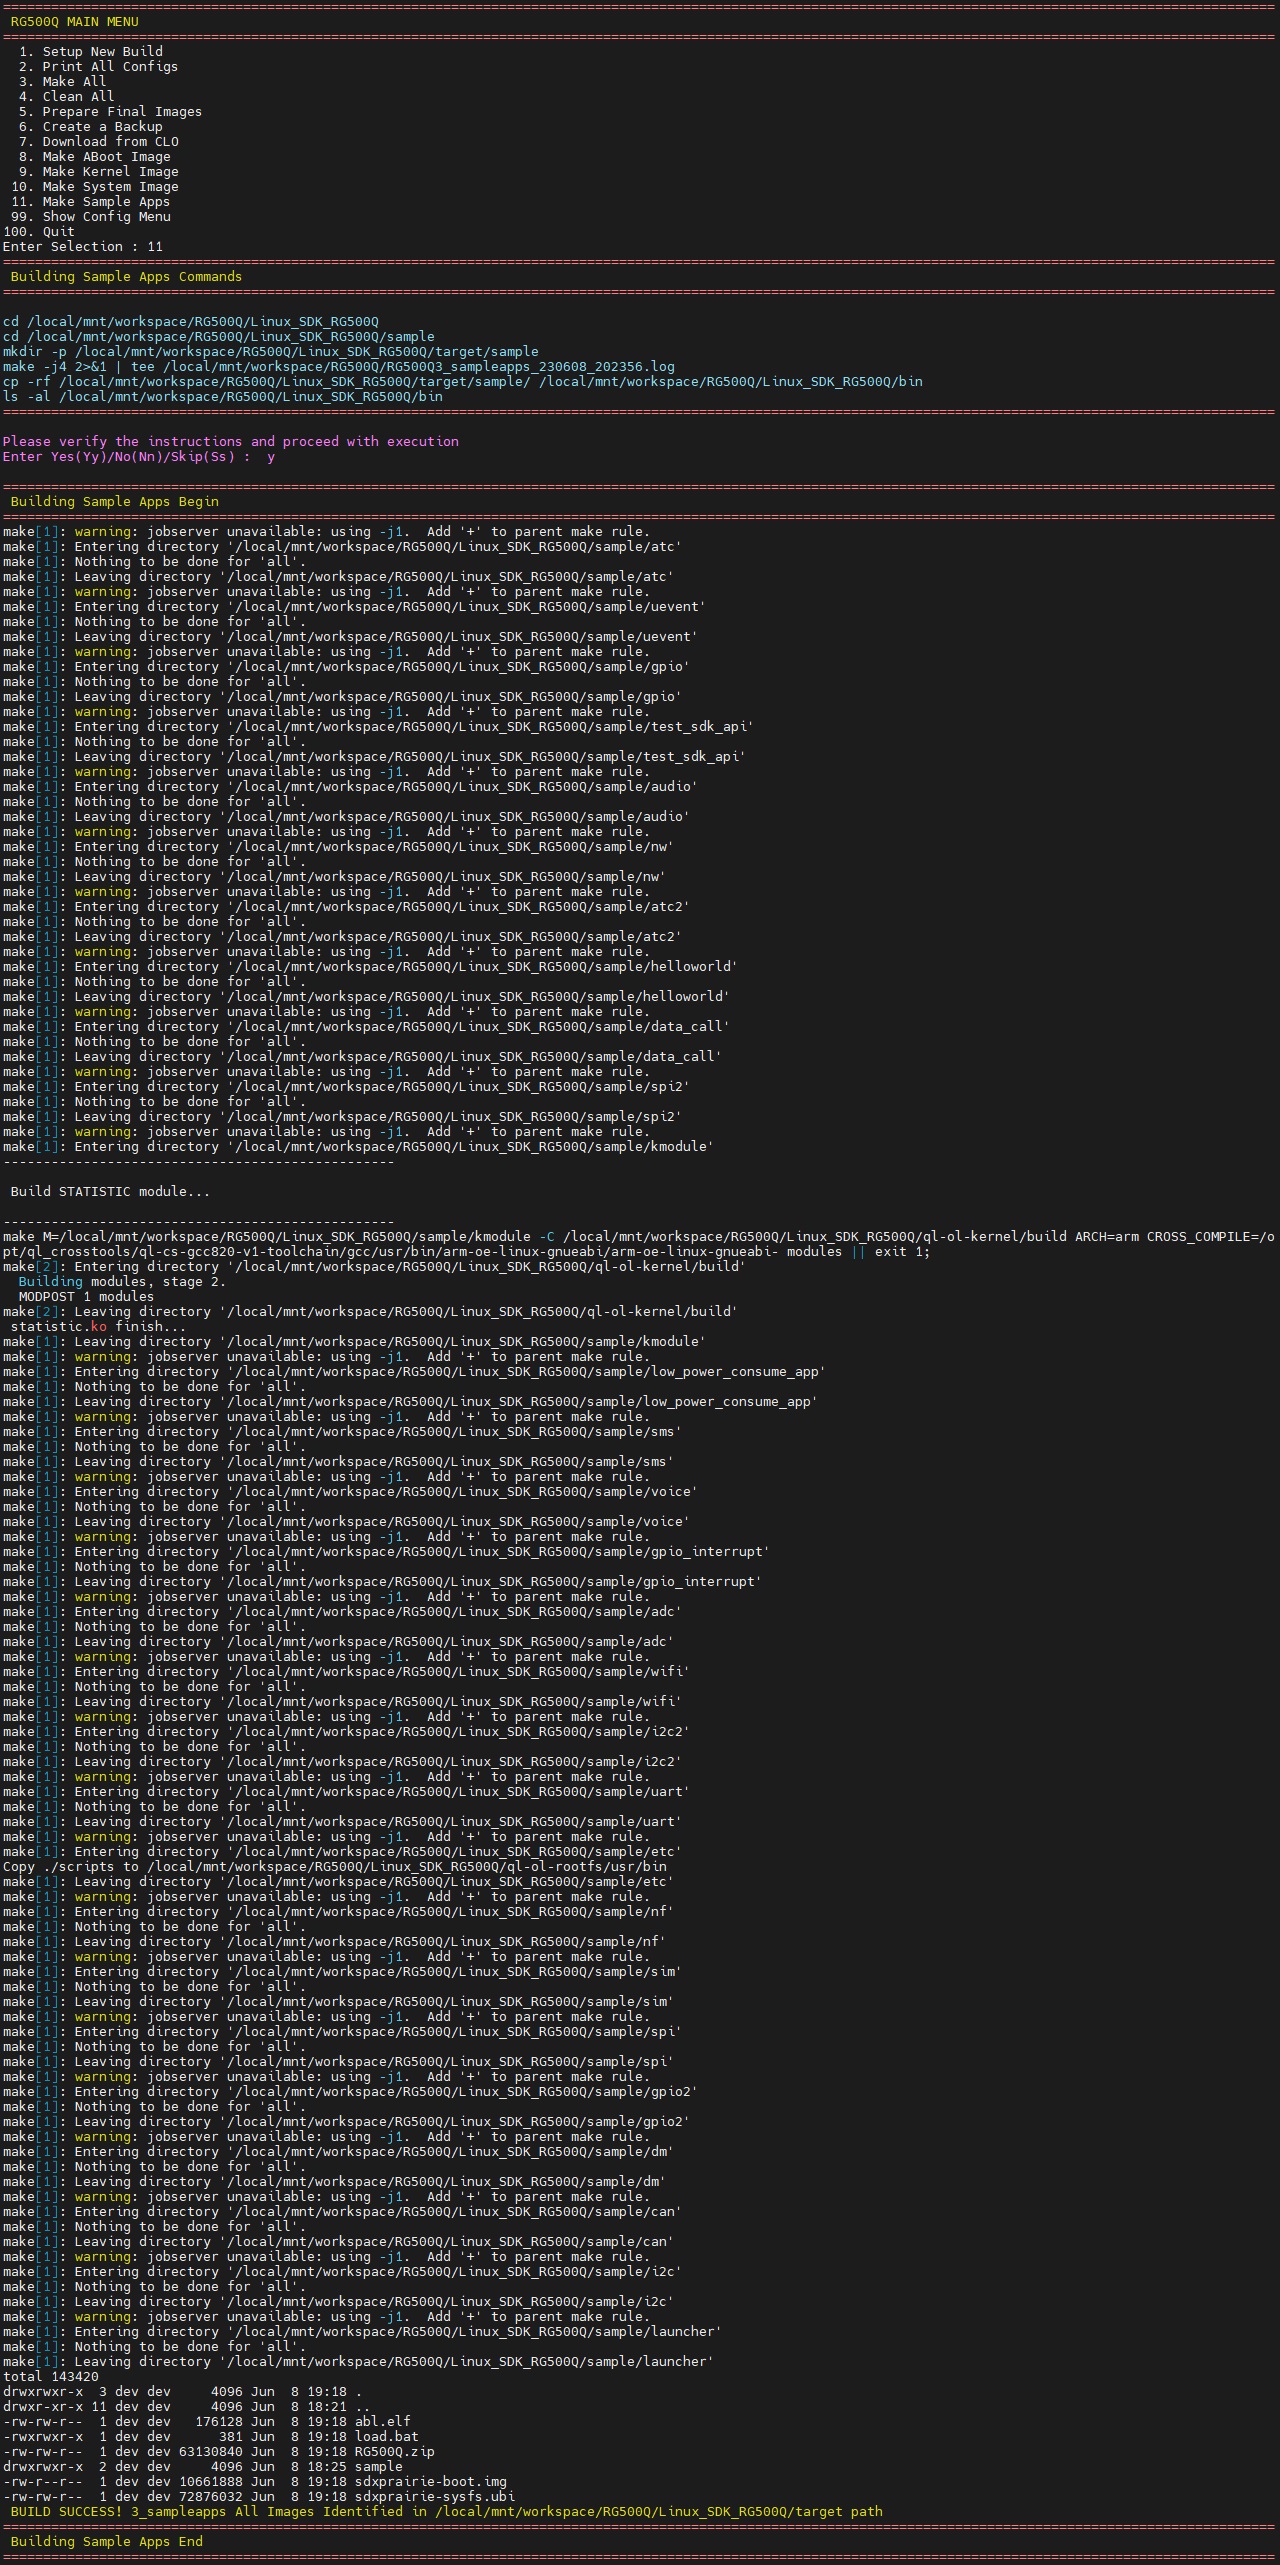 ================================================================================
 RG500Q MAIN MENU
================================================================================
  1. Setup New Build
  2. Print All Configs
  3. Make All
  4. Clean All
  5. Prepare Final Images
  6. Create a Backup
  7. Download from CLO
  8. Make ABoot Image
  9. Make Kernel Image
 10. Make System Image
 11. Make Sample Apps
 99. Show Config Menu
100. Quit
Enter Selection : 11
================================================================================
 Building Sample Apps Commands
================================================================================
cd /local/mnt/workspace/RG500Q/Linux_SDK_RG500Q
cd /local/mnt/workspace/RG500Q/Linux_SDK_RG500Q/sample
mkdir -p /local/mnt/workspace/RG500Q/Linux_SDK_RG500Q/target/sample
make -j4 2>&1 | tee /local/mnt/workspace/RG500Q/RG500Q3_sampleapps_230608_202356.log
cp -rf /local/mnt/workspace/RG500Q/Linux_SDK_RG500Q/target/sample/ /local/mnt/workspace/RG500Q/Linux_SDK_RG500Q/bin
ls -al /local/mnt/workspace/RG500Q/Linux_SDK_RG500Q/bin
================================================================================
Please verify the instructions and proceed with execution
Enter Yes(Yy)/No(Nn)/Skip(Ss) :  y
================================================================================
 Building Sample Apps Begin
================================================================================
make[1]: warning: jobserver unavailable: using -j1.  Add '+' to parent make rule.
make[1]: Entering directory '/local/mnt/workspace/RG500Q/Linux_SDK_RG500Q/sample/atc'
make[1]: Nothing to be done for 'all'.
make[1]: Leaving directory '/local/mnt/workspace/RG500Q/Linux_SDK_RG500Q/sample/atc'
make[1]: warning: jobserver unavailable: using -j1.  Add '+' to parent make rule.
make[1]: Entering directory '/local/mnt/workspace/RG500Q/Linux_SDK_RG500Q/sample/uevent'
make[1]: Nothing to be done for 'all'.
make[1]: Leaving directory '/local/mnt/workspace/RG500Q/Linux_SDK_RG500Q/sample/uevent'
make[1]: warning: jobserver unavailable: using -j1.  Add '+' to parent make rule.
make[1]: Entering directory '/local/mnt/workspace/RG500Q/Linux_SDK_RG500Q/sample/gpio'
make[1]: Nothing to be done for 'all'.
make[1]: Leaving directory '/local/mnt/workspace/RG500Q/Linux_SDK_RG500Q/sample/gpio'
make[1]: warning: jobserver unavailable: using -j1.  Add '+' to parent make rule.
make[1]: Entering directory '/local/mnt/workspace/RG500Q/Linux_SDK_RG500Q/sample/test_sdk_api'
make[1]: Nothing to be done for 'all'.
make[1]: Leaving directory '/local/mnt/workspace/RG500Q/Linux_SDK_RG500Q/sample/test_sdk_api'
make[1]: warning: jobserver unavailable: using -j1.  Add '+' to parent make rule.
make[1]: Entering directory '/local/mnt/workspace/RG500Q/Linux_SDK_RG500Q/sample/audio'
make[1]: Nothing to be done for 'all'.
make[1]: Leaving directory '/local/mnt/workspace/RG500Q/Linux_SDK_RG500Q/sample/audio'
make[1]: warning: jobserver unavailable: using -j1.  Add '+' to parent make rule.
make[1]: Entering directory '/local/mnt/workspace/RG500Q/Linux_SDK_RG500Q/sample/nw'
make[1]: Nothing to be done for 'all'.
make[1]: Leaving directory '/local/mnt/workspace/RG500Q/Linux_SDK_RG500Q/sample/nw'
make[1]: warning: jobserver unavailable: using -j1.  Add '+' to parent make rule.
make[1]: Entering directory '/local/mnt/workspace/RG500Q/Linux_SDK_RG500Q/sample/atc2'
make[1]: Nothing to be done for 'all'.
make[1]: Leaving directory '/local/mnt/workspace/RG500Q/Linux_SDK_RG500Q/sample/atc2'
make[1]: warning: jobserver unavailable: using -j1.  Add '+' to parent make rule.
make[1]: Entering directory '/local/mnt/workspace/RG500Q/Linux_SDK_RG500Q/sample/helloworld'
make[1]: Nothing to be done for 'all'.
make[1]: Leaving directory '/local/mnt/workspace/RG500Q/Linux_SDK_RG500Q/sample/helloworld'
make[1]: warning: jobserver unavailable: using -j1.  Add '+' to parent make rule.
make[1]: Entering directory '/local/mnt/workspace/RG500Q/Linux_SDK_RG500Q/sample/data_call'
make[1]: Nothing to be done for 'all'.
make[1]: Leaving directory '/local/mnt/workspace/RG500Q/Linux_SDK_RG500Q/sample/data_call'
make[1]: warning: jobserver unavailable: using -j1.  Add '+' to parent make rule.
make[1]: Entering directory '/local/mnt/workspace/RG500Q/Linux_SDK_RG500Q/sample/spi2'
make[1]: Nothing to be done for 'all'.
make[1]: Leaving directory '/local/mnt/workspace/RG500Q/Linux_SDK_RG500Q/sample/spi2'
make[1]: warning: jobserver unavailable: using -j1.  Add '+' to parent make rule.
make[1]: Entering directory '/local/mnt/workspace/RG500Q/Linux_SDK_RG500Q/sample/kmodule'
-------------------------------------------------
 Build STATISTIC module...
-------------------------------------------------
make M=/local/mnt/workspace/RG500Q/Linux_SDK_RG500Q/sample/kmodule -C /local/mnt/workspace/RG500Q/Linux_SDK_RG500Q/ql-ol-kernel/build ARCH=arm CROSS_COMPILE=/o
pt/ql_crosstools/ql-cs-gcc820-v1-toolchain/gcc/usr/bin/arm-oe-linux-gnueabi/arm-oe-linux-gnueabi- modules || exit 1;
make[2]: Entering directory '/local/mnt/workspace/RG500Q/Linux_SDK_RG500Q/ql-ol-kernel/build'
  Building modules, stage 2.
  MODPOST 1 modules
make[2]: Leaving directory '/local/mnt/workspace/RG500Q/Linux_SDK_RG500Q/ql-ol-kernel/build'
 statistic.ko finish...
make[1]: Leaving directory '/local/mnt/workspace/RG500Q/Linux_SDK_RG500Q/sample/kmodule'
make[1]: warning: jobserver unavailable: using -j1.  Add '+' to parent make rule.
make[1]: Entering directory '/local/mnt/workspace/RG500Q/Linux_SDK_RG500Q/sample/low_power_consume_app'
make[1]: Nothing to be done for 'all'.
make[1]: Leaving directory '/local/mnt/workspace/RG500Q/Linux_SDK_RG500Q/sample/low_power_consume_app'
make[1]: warning: jobserver unavailable: using -j1.  Add '+' to parent make rule.
make[1]: Entering directory '/local/mnt/workspace/RG500Q/Linux_SDK_RG500Q/sample/sms'
make[1]: Nothing to be done for 'all'.
make[1]: Leaving directory '/local/mnt/workspace/RG500Q/Linux_SDK_RG500Q/sample/sms'
make[1]: warning: jobserver unavailable: using -j1.  Add '+' to parent make rule.
make[1]: Entering directory '/local/mnt/workspace/RG500Q/Linux_SDK_RG500Q/sample/voice'
make[1]: Nothing to be done for 'all'.
make[1]: Leaving directory '/local/mnt/workspace/RG500Q/Linux_SDK_RG500Q/sample/voice'
make[1]: warning: jobserver unavailable: using -j1.  Add '+' to parent make rule.
make[1]: Entering directory '/local/mnt/workspace/RG500Q/Linux_SDK_RG500Q/sample/gpio_interrupt'
make[1]: Nothing to be done for 'all'.
make[1]: Leaving directory '/local/mnt/workspace/RG500Q/Linux_SDK_RG500Q/sample/gpio_interrupt'
make[1]: warning: jobserver unavailable: using -j1.  Add '+' to parent make rule.
make[1]: Entering directory '/local/mnt/workspace/RG500Q/Linux_SDK_RG500Q/sample/adc'
make[1]: Nothing to be done for 'all'.
make[1]: Leaving directory '/local/mnt/workspace/RG500Q/Linux_SDK_RG500Q/sample/adc'
make[1]: warning: jobserver unavailable: using -j1.  Add '+' to parent make rule.
make[1]: Entering directory '/local/mnt/workspace/RG500Q/Linux_SDK_RG500Q/sample/wifi'
make[1]: Nothing to be done for 'all'.
make[1]: Leaving directory '/local/mnt/workspace/RG500Q/Linux_SDK_RG500Q/sample/wifi'
make[1]: warning: jobserver unavailable: using -j1.  Add '+' to parent make rule.
make[1]: Entering directory '/local/mnt/workspace/RG500Q/Linux_SDK_RG500Q/sample/i2c2'
make[1]: Nothing to be done for 'all'.
make[1]: Leaving directory '/local/mnt/workspace/RG500Q/Linux_SDK_RG500Q/sample/i2c2'
make[1]: warning: jobserver unavailable: using -j1.  Add '+' to parent make rule.
make[1]: Entering directory '/local/mnt/workspace/RG500Q/Linux_SDK_RG500Q/sample/uart'
make[1]: Nothing to be done for 'all'.
make[1]: Leaving directory '/local/mnt/workspace/RG500Q/Linux_SDK_RG500Q/sample/uart'
make[1]: warning: jobserver unavailable: using -j1.  Add '+' to parent make rule.
make[1]: Entering directory '/local/mnt/workspace/RG500Q/Linux_SDK_RG500Q/sample/etc'
Copy ./scripts to /local/mnt/workspace/RG500Q/Linux_SDK_RG500Q/ql-ol-rootfs/usr/bin
make[1]: Leaving directory '/local/mnt/workspace/RG500Q/Linux_SDK_RG500Q/sample/etc'
make[1]: warning: jobserver unavailable: using -j1.  Add '+' to parent make rule.
make[1]: Entering directory '/local/mnt/workspace/RG500Q/Linux_SDK_RG500Q/sample/nf'
make[1]: Nothing to be done for 'all'.
make[1]: Leaving directory '/local/mnt/workspace/RG500Q/Linux_SDK_RG500Q/sample/nf'
make[1]: warning: jobserver unavailable: using -j1.  Add '+' to parent make rule.
make[1]: Entering directory '/local/mnt/workspace/RG500Q/Linux_SDK_RG500Q/sample/sim'
make[1]: Nothing to be done for 'all'.
make[1]: Leaving directory '/local/mnt/workspace/RG500Q/Linux_SDK_RG500Q/sample/sim'
make[1]: warning: jobserver unavailable: using -j1.  Add '+' to parent make rule.
make[1]: Entering directory '/local/mnt/workspace/RG500Q/Linux_SDK_RG500Q/sample/spi'
make[1]: Nothing to be done for 'all'.
make[1]: Leaving directory '/local/mnt/workspace/RG500Q/Linux_SDK_RG500Q/sample/spi'
make[1]: warning: jobserver unavailable: using -j1.  Add '+' to parent make rule.
make[1]: Entering directory '/local/mnt/workspace/RG500Q/Linux_SDK_RG500Q/sample/gpio2'
make[1]: Nothing to be done for 'all'.
make[1]: Leaving directory '/local/mnt/workspace/RG500Q/Linux_SDK_RG500Q/sample/gpio2'
make[1]: warning: jobserver unavailable: using -j1.  Add '+' to parent make rule.
make[1]: Entering directory '/local/mnt/workspace/RG500Q/Linux_SDK_RG500Q/sample/dm'
make[1]: Nothing to be done for 'all'.
make[1]: Leaving directory '/local/mnt/workspace/RG500Q/Linux_SDK_RG500Q/sample/dm'
make[1]: warning: jobserver unavailable: using -j1.  Add '+' to parent make rule.
make[1]: Entering directory '/local/mnt/workspace/RG500Q/Linux_SDK_RG500Q/sample/can'
make[1]: Nothing to be done for 'all'.
make[1]: Leaving directory '/local/mnt/workspace/RG500Q/Linux_SDK_RG500Q/sample/can'
make[1]: warning: jobserver unavailable: using -j1.  Add '+' to parent make rule.
make[1]: Entering directory '/local/mnt/workspace/RG500Q/Linux_SDK_RG500Q/sample/i2c'
make[1]: Nothing to be done for 'all'.
make[1]: Leaving directory '/local/mnt/workspace/RG500Q/Linux_SDK_RG500Q/sample/i2c'
make[1]: warning: jobserver unavailable: using -j1.  Add '+' to parent make rule.
make[1]: Entering directory '/local/mnt/workspace/RG500Q/Linux_SDK_RG500Q/sample/launcher'
make[1]: Nothing to be done for 'all'.
make[1]: Leaving directory '/local/mnt/workspace/RG500Q/Linux_SDK_RG500Q/sample/launcher'
total 143420
drwxrwxr-x  3 dev dev     4096 Jun  8 19:18 .
drwxr-xr-x 11 dev dev     4096 Jun  8 18:21 ..
-rw-rw-r--  1 dev dev   176128 Jun  8 19:18 abl.elf
-rwxrwxr-x  1 dev dev      381 Jun  8 19:18 load.bat
-rw-rw-r--  1 dev dev 63130840 Jun  8 19:18 RG500Q.zip
drwxrwxr-x  2 dev dev     4096 Jun  8 18:25 sample
-rw-r--r--  1 dev dev 10661888 Jun  8 19:18 sdxprairie-boot.img
-rw-rw-r--  1 dev dev 72876032 Jun  8 19:18 sdxprairie-sysfs.ubi
 BUILD SUCCESS! 3_sampleapps All Images Identified in /local/mnt/workspace/RG500Q/Linux_SDK_RG500Q/target path
================================================================================
 Building Sample Apps End
================================================================================